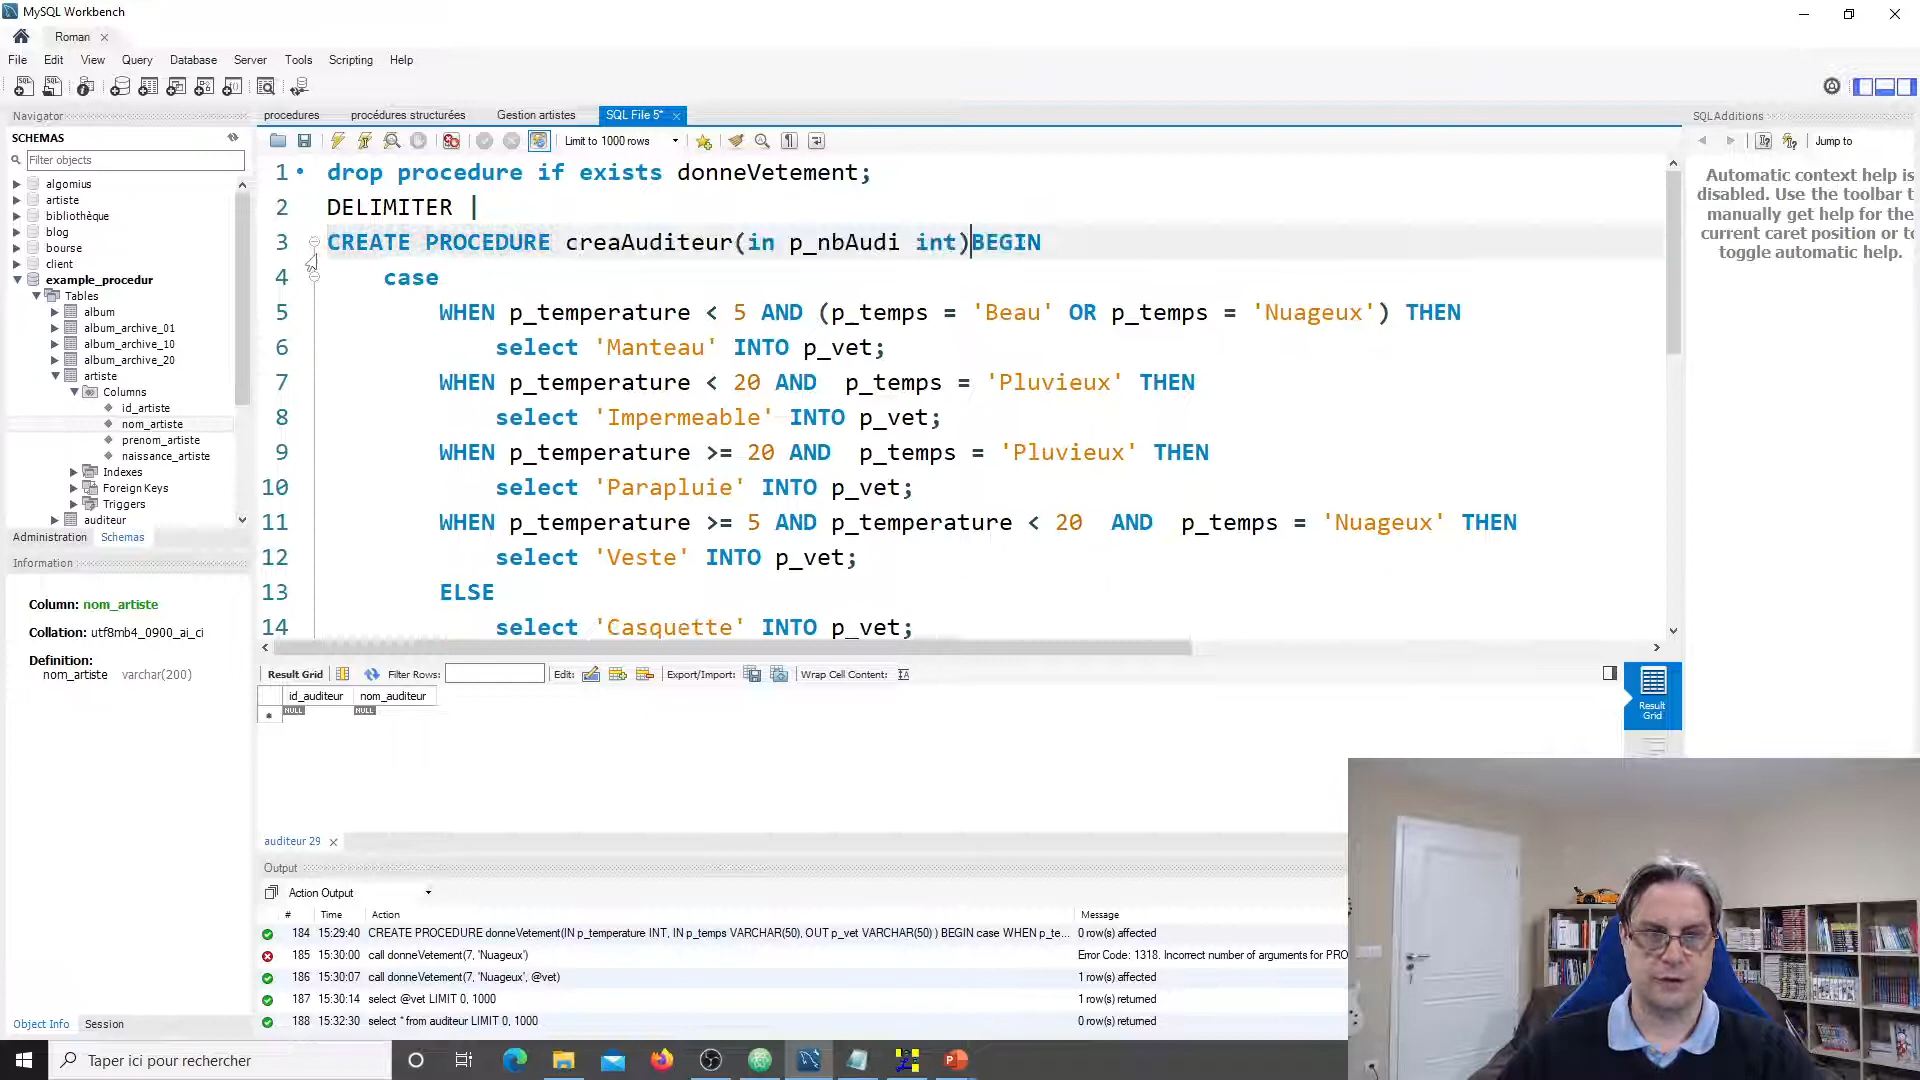 MySQL Workbench
Roman
File Edit View Query Database Server Tools Scripting Help
Navigator
SCHEMAS
Filter objects
algomius
artiste
bibliothèque
blog
bourse
client
example_procedur
Tables
album
album_archive_01
album_archive_10
album_archive_20
artiste
Columns
id_artiste
nom_artiste
prenom_artiste
naissance_artiste
Indexes
Foreign Keys
Triggers
auditeur
Administration Schemas
Information
Column: nom_artiste
Collation: utf8mb4_0900_ai_ci
Definition:
nom_artiste varchar(200)
Object Info Session
procedures procédures structurées Gestion artistes SQL File 5*
Limit to 1000 rows
1 drop procedure if exists donneVetement;
2 DELIMITER |
3 CREATE PROCEDURE creaAuditeur(in p_nbAudi int)BEGIN
4 case
5 WHEN p_temperature < 5 AND (p_temps = 'Beau' OR p_temps = 'Nuageux') THEN
6 select 'Manteau' INTO p_vet;
7 WHEN p_temperature < 20 AND p_temps = 'Pluvieux' THEN
8 select 'Impermeable' INTO p_vet;
9 WHEN p_temperature >= 20 AND p_temps = 'Pluvieux' THEN
10 select 'Parapluie' INTO p_vet;
11 WHEN p_temperature >= 5 AND p_temperature < 20 AND p_temps = 'Nuageux' THEN
12 select 'Veste' INTO p_vet;
13 ELSE
14 select 'Casquette' INTO p_vet;
SQLAdditions
Jump to
Automatic context help is
disabled. Use the toolbar t
manually get help for the
current caret position or to
toggle automatic help.
Result Grid Filter Rows: Edit: Export/Import: Wrap Cell Content:
id_auditeur nom_auditeur
NULL NULL
Result
Grid
auditeur 29
Output
Action Output
# Time Action Message
184 15:29:40 CREATE PROCEDURE donneVetement(IN p_temperature INT, IN p_temps VARCHAR(50), OUT p_vet VARCHAR(50) ) BEGIN case WHEN p_te... 0 row(s) affected
185 15:30:00 call donneVetement(7, 'Nuageux') Error Code: 1318. Incorrect number of arguments for PRO
186 15:30:07 call donneVetement(7, 'Nuageux', @vet) 1 row(s) affected
187 15:30:14 select @vet LIMIT 0, 1000 1 row(s) returned
188 15:32:30 select * from auditeur LIMIT 0, 1000 0 row(s) returned
Taper ici pour rechercher